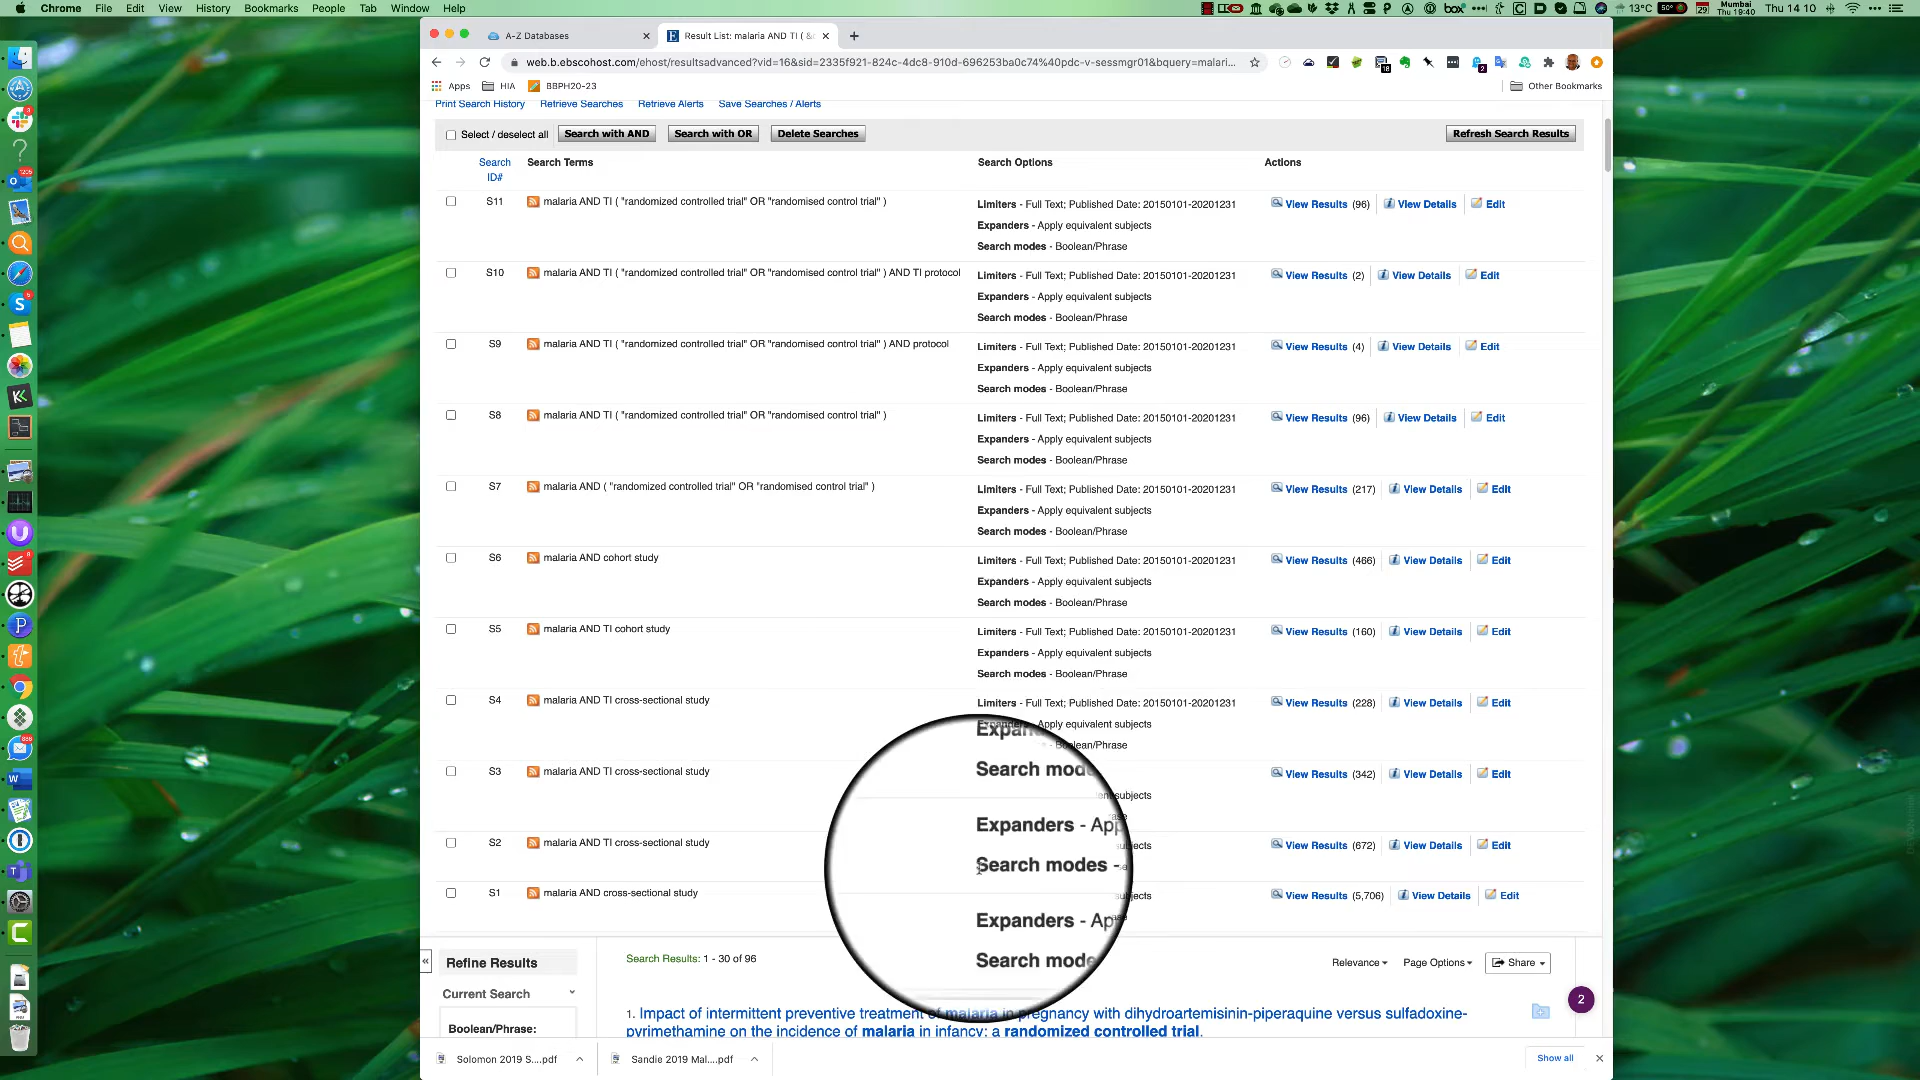 Chrome File Edit View History Bookmarks People Tab Window Help
13°C 50° Mumbai Thu 19:40 Thu 14 10
A-Z Databases
Result List: malaria AND TI (
web.b.ebscohost.com/ehost/resultsadvanced?vid=16&sid=2335f921-824c-4dc8-910d-696253ba0c74%40pdc-v-sessmgr01&bquery=malari...
Apps HIA BBPH20-23 Other Bookmarks
Print Search History Retrieve Searches Retrieve Alerts Save Searches / Alerts
Select / deselect all Search with AND Search with OR Delete Searches Refresh Search Results
Search ID# Search Terms Search Options Actions
S11 malaria AND TI ( "randomized controlled trial" OR "randomised control trial" ) Limiters - Full Text; Published Date: 20150101-20201231 View Results (96) View Details Edit
Expanders - Apply equivalent subjects
Search modes - Boolean/Phrase
S10 malaria AND TI ( "randomized controlled trial" OR "randomised control trial" ) AND TI protocol Limiters - Full Text; Published Date: 20150101-20201231 View Results (2) View Details Edit
Expanders - Apply equivalent subjects
Search modes - Boolean/Phrase
S9 malaria AND TI ( "randomized controlled trial" OR "randomised control trial" ) AND protocol Limiters - Full Text; Published Date: 20150101-20201231 View Results (4) View Details Edit
Expanders - Apply equivalent subjects
Search modes - Boolean/Phrase
S8 malaria AND TI ( "randomized controlled trial" OR "randomised control trial" ) Limiters - Full Text; Published Date: 20150101-20201231 View Results (96) View Details Edit
Expanders - Apply equivalent subjects
Search modes - Boolean/Phrase
S7 malaria AND ( "randomized controlled trial" OR "randomised control trial" ) Limiters - Full Text; Published Date: 20150101-20201231 View Results (217) View Details Edit
Expanders - Apply equivalent subjects
Search modes - Boolean/Phrase
S6 malaria AND cohort study Limiters - Full Text; Published Date: 20150101-20201231 View Results (466) View Details Edit
Expanders - Apply equivalent subjects
Search modes - Boolean/Phrase
S5 malaria AND TI cohort study Limiters - Full Text; Published Date: 20150101-20201231 View Results (160) View Details Edit
Expanders - Apply equivalent subjects
Search modes - Boolean/Phrase
S4 malaria AND TI cross-sectional study Limiters - Full Text; Published Date: 20150101-20201231 View Results (228) View Details Edit
Expanders - Apply equivalent subjects
Boolean/Phrase
Search mode
S3 malaria AND TI cross-sectional study View Results (342) View Details Edit
subjects
Expanders - App
S2 malaria AND TI cross-sectional study View Results (672) View Details Edit
Search modes -
S1 malaria AND cross-sectional study View Results (5,706) View Details Edit
Expanders - Ap
Search mode
Refine Results Search Results: 1 - 30 of 96 Relevance Page Options Share
Current Search
Boolean/Phrase:
1. Impact of intermittent preventive treatment of malaria in pregnancy with dihydroartemisinin-piperaquine versus sulfadoxine-
pyrimethamine on the incidence of malaria in infancy: a randomized controlled trial.
2
Solomon 2019 S....pdf Sandie 2019 Mal....pdf Show all